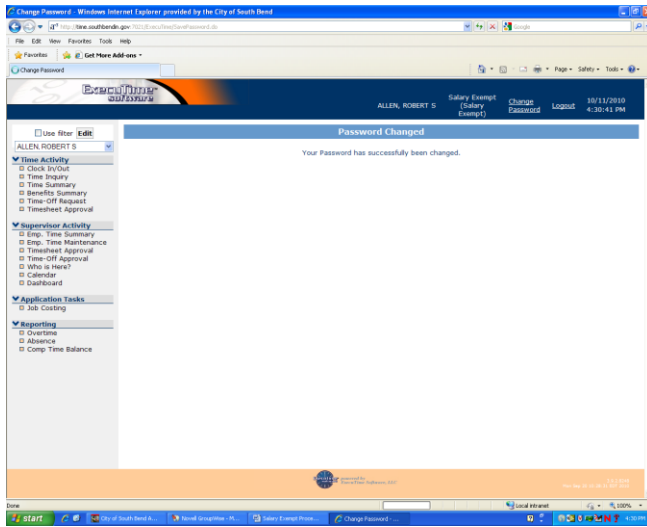 Change Password - Windows Internet Explorer provided by the City of South Bend
File Edit View Favorites Tools Help
Favorites Get More Add-ons
Change Password
Page Safety Tools
ExecuTime
software
ALLEN, ROBERT S
Salary Exempt
(Salary
Exempt)
Change
Password
Logout
10/11/2010
4:30:41 PM
Use filter Edit
ALLEN, ROBERT S
Time Activity
Clock In/Out
Time Inquiry
Time Summary
Benefits Summary
Time-Off Request
Timesheet Approval
Supervisor Activity
Emp. Time Summary
Emp. Time Maintenance
Timesheet Approval
Time-Off Approval
Who is Here?
Calendar
Dashboard
Application Tasks
Job Costing
Reporting
Overtime
Absence
Comp Time Balance
Password Changed
Your Password has successfully been changed.
Done
Local intranet
100%
start
City of South Bend A...
Novell GroupWise - M...
Salary Exempt Proce...
Change Password - ...
4:30 PM